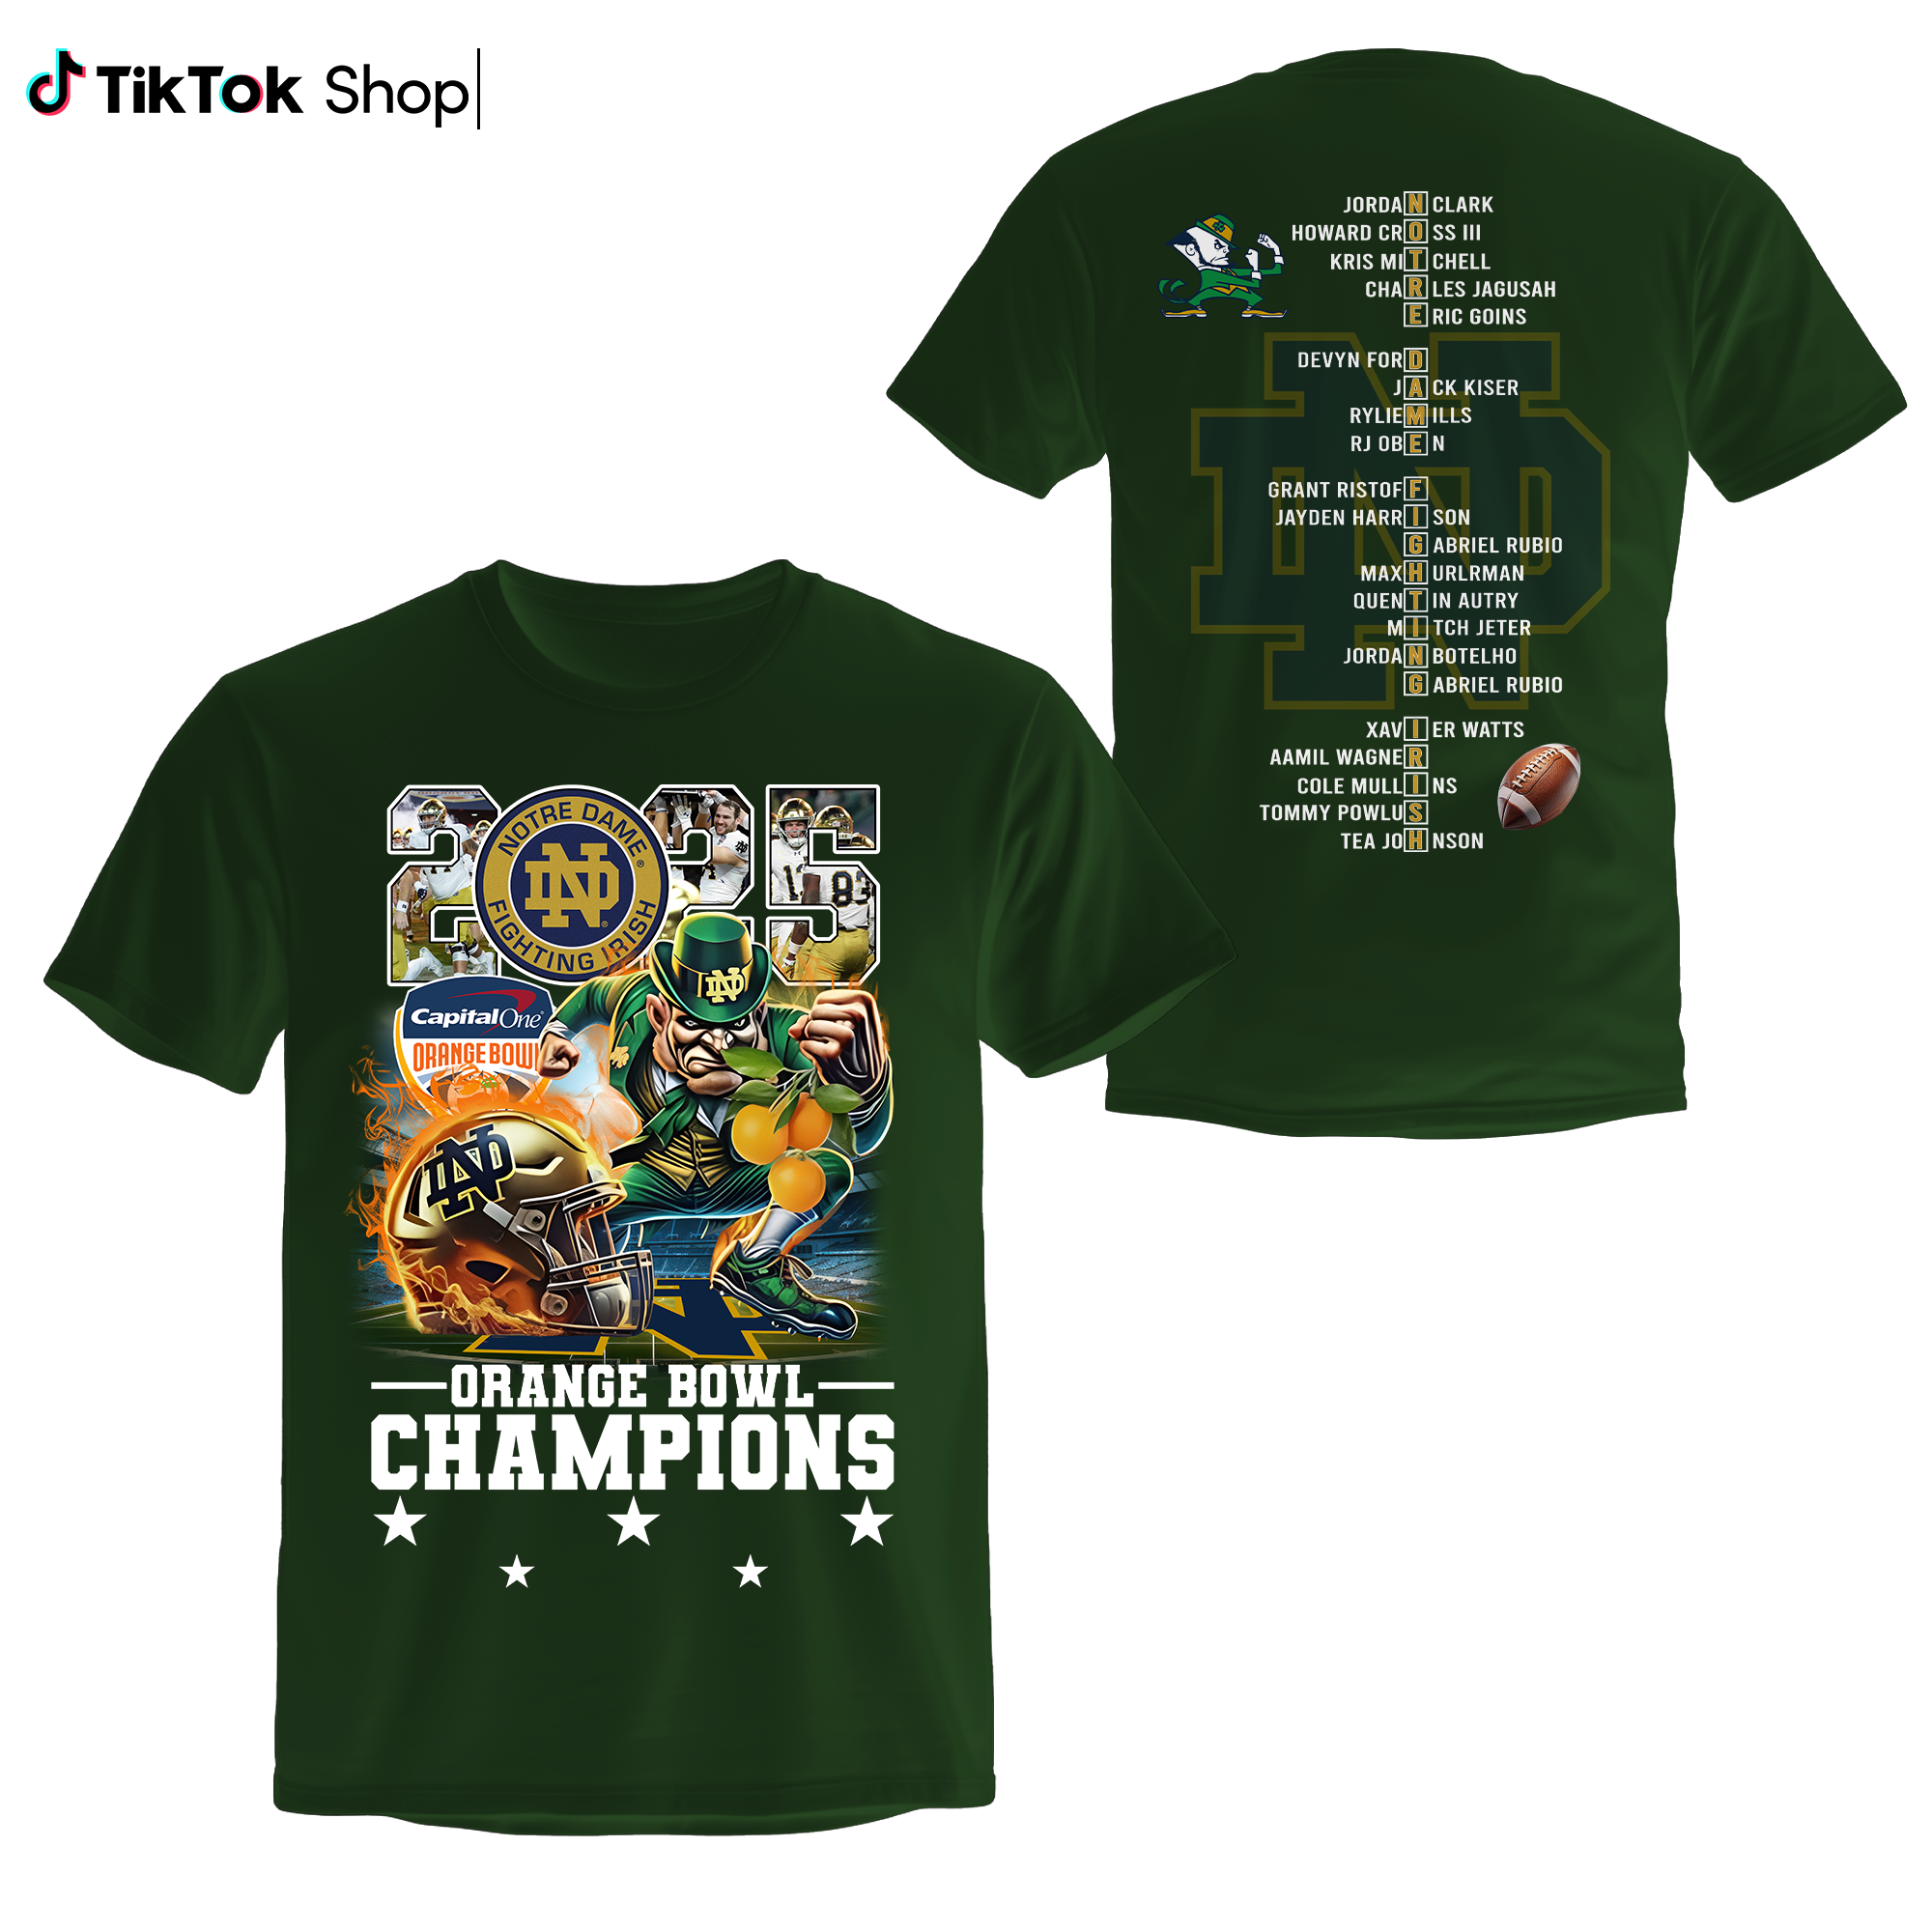 TikTok Shop
JORDAN CLARK
HOWARD CROSS III
KRIS MITCHELL
CHARLES JAGUSAH
ERIC GOINS
DEVYN FORD
JACK KISER
RYLIE MILLS
RJ OBEN
GRANT RISTOFF
JAYDEN HARRISON
GABRIEL RUBIO
MAX HURLRMAN
QUENTIN AUTRY
MITCH JETER
JORDAN BOTELHO
GABRIEL RUBIO
XAVIER WATTS
AAMIL WAGNER
COLE MULLINS
TOMMY POWLUS
TEA JOHNSON
2025
NOTRE DAME®
ND®
FIGHTING IRISH
83
ND
CapitalOne®
ORANGE BOWL
ND
ORANGE BOWL
CHAMPIONS